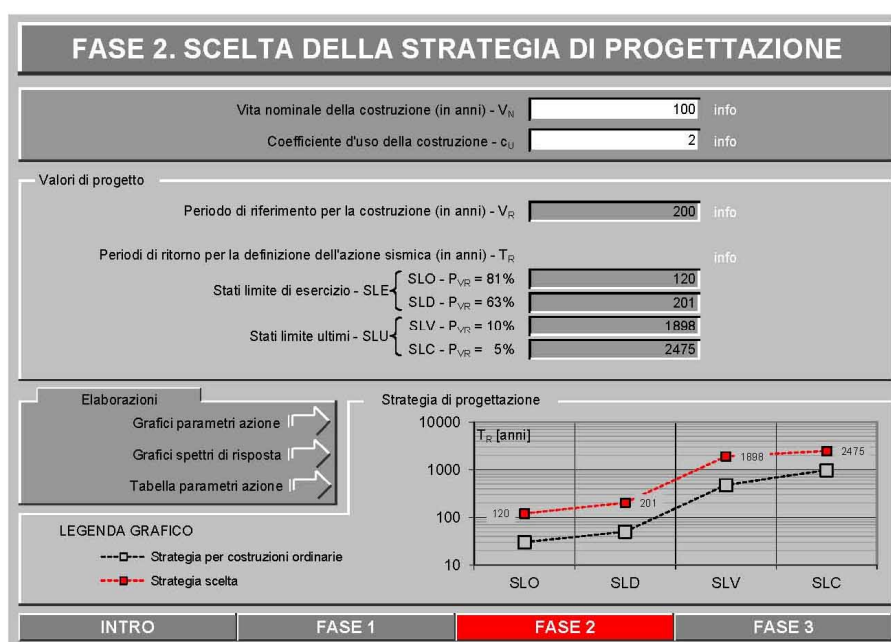 FASE 2. SCELTA DELLA STRATEGIA DI PROGETTAZIONE
Vita nominale della costruzione (in anni) - VN 100 info
Coefficiente d'uso della costruzione - cU 2 info
Valori di progetto
Periodo di riferimento per la costruzione (in anni) - VR 200 info
Periodi di ritorno per la definizione dell'azione sismica (in anni) - TR info
Stati limite di esercizio - SLE
SLO - PVR = 81% 120
SLD - PVR = 63% 201
Stati limite ultimi - SLU
SLV - PVR = 10% 1898
SLC - PVR = 5% 2475
Elaborazioni
Grafici parametri azione
Grafici spettri di risposta
Tabella parametri azione
LEGENDA GRAFICO
Strategia per costruzioni ordinarie
Strategia scelta
Strategia di progettazione
TR [anni]
10000
1000
100
10
120
201
1898
2475
SLO SLD SLV SLC
INTRO FASE 1 FASE 2 FASE 3